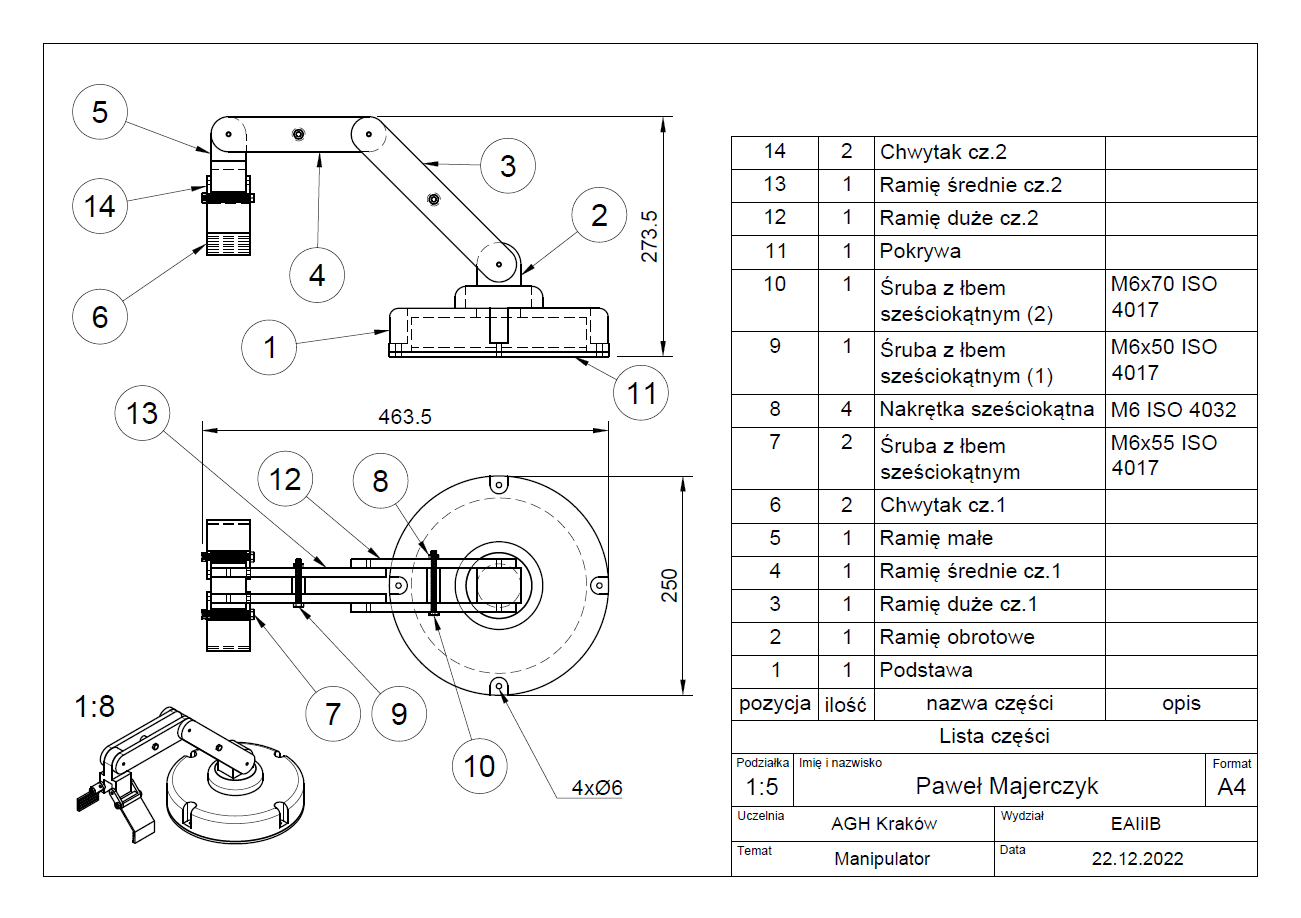 5
14
6
4
3
2
273.5
1
11
13
463.5
12
8
250
7
9
10
4xØ6
1:8
14 2 Chwytak cz.2
13 1 Ramię średnie cz.2
12 1 Ramię duże cz.2
11 1 Pokrywa
10 1 Śruba z łbem M6x70 ISO
sześciokątnym (2) 4017
9 1 Śruba z łbem M6x50 ISO
sześciokątnym (1) 4017
8 4 Nakrętka sześciokątna M6 ISO 4032
7 2 Śruba z łbem M6x55 ISO
sześciokątnym 4017
6 2 Chwytak cz.1
5 1 Ramię małe
4 1 Ramię średnie cz.1
3 1 Ramię duże cz.1
2 1 Ramię obrotowe
1 1 Podstawa
pozycja ilość nazwa części opis
Lista części
Podziałka Imię i nazwisko Format
1:5 Paweł Majerczyk A4
Uczelnia Wydział
AGH Kraków EAIiIB
Temat Data
Manipulator 22.12.2022